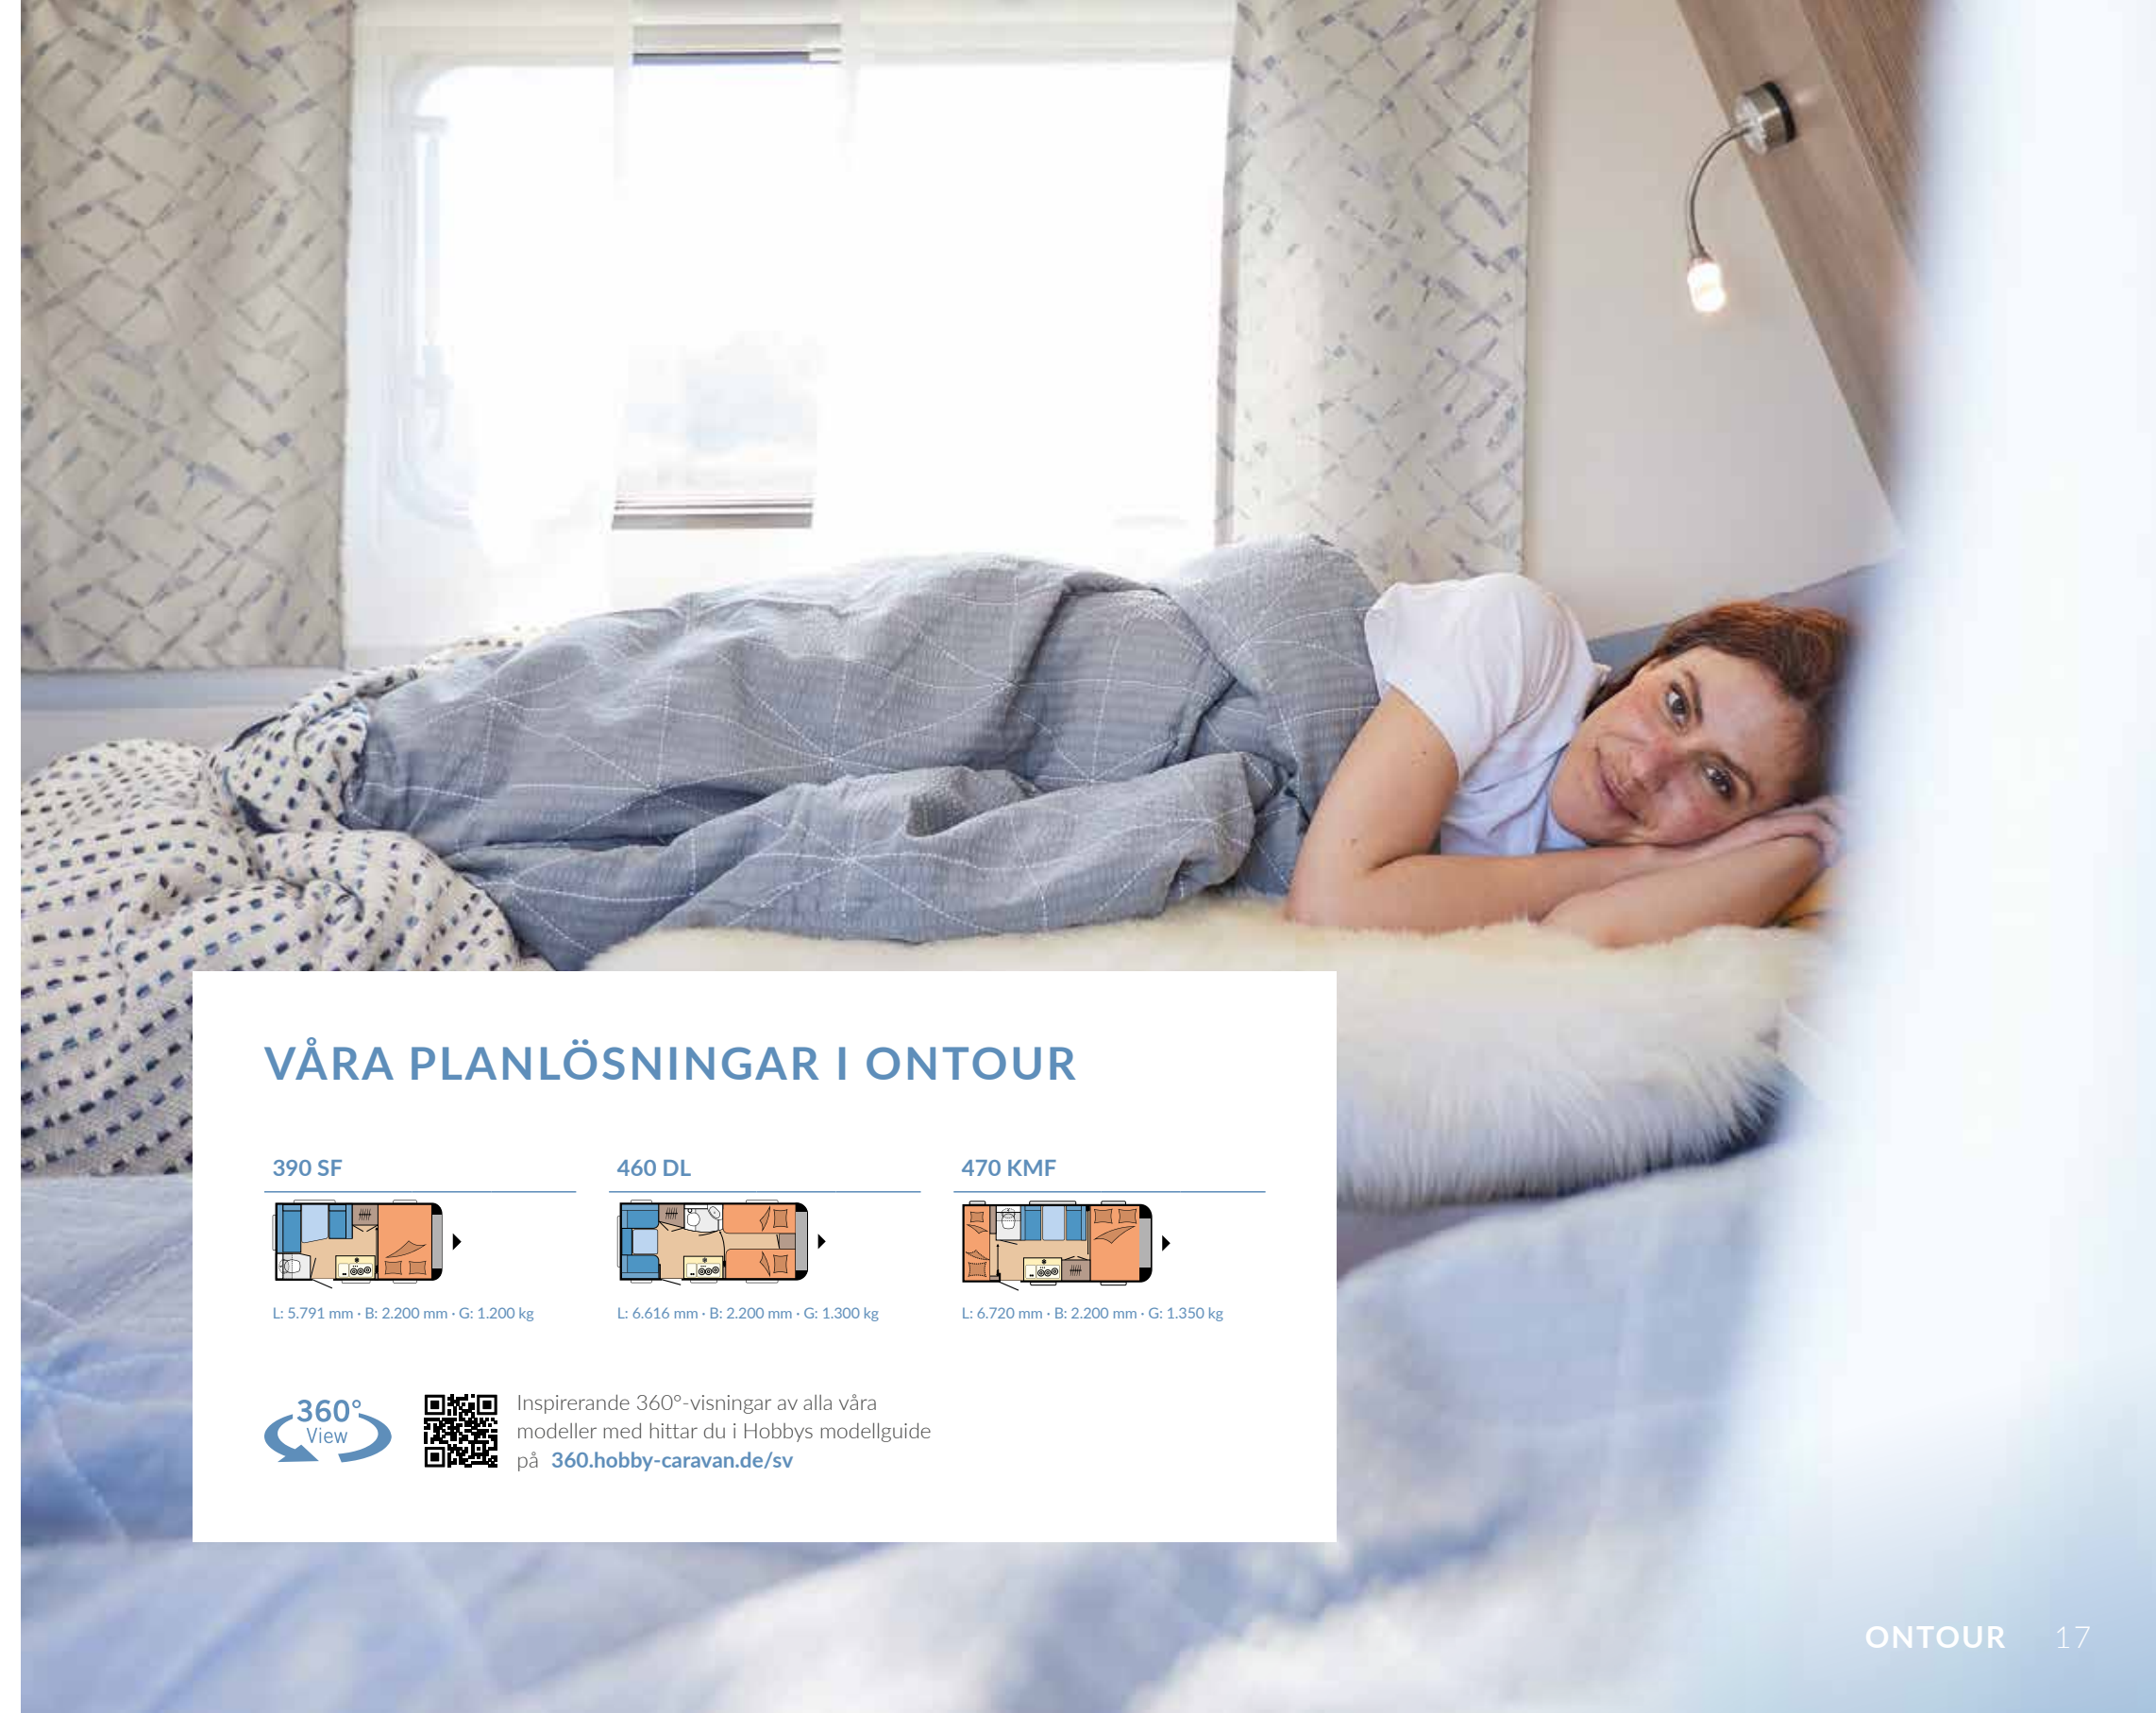 VÅRA PLANLÖSNINGAR I ONTOUR
390 SF
L: 5.791 mm · B: 2.200 mm · G: 1.200 kg
460 DL
L: 6.616 mm · B: 2.200 mm · G: 1.300 kg
470 KMF
L: 6.720 mm · B: 2.200 mm · G: 1.350 kg
360°
View
Inspirerande 360°-visningar av alla våra
modeller med hittar du i Hobbys modellguide
på 360.hobby-caravan.de/sv
ONTOUR 17